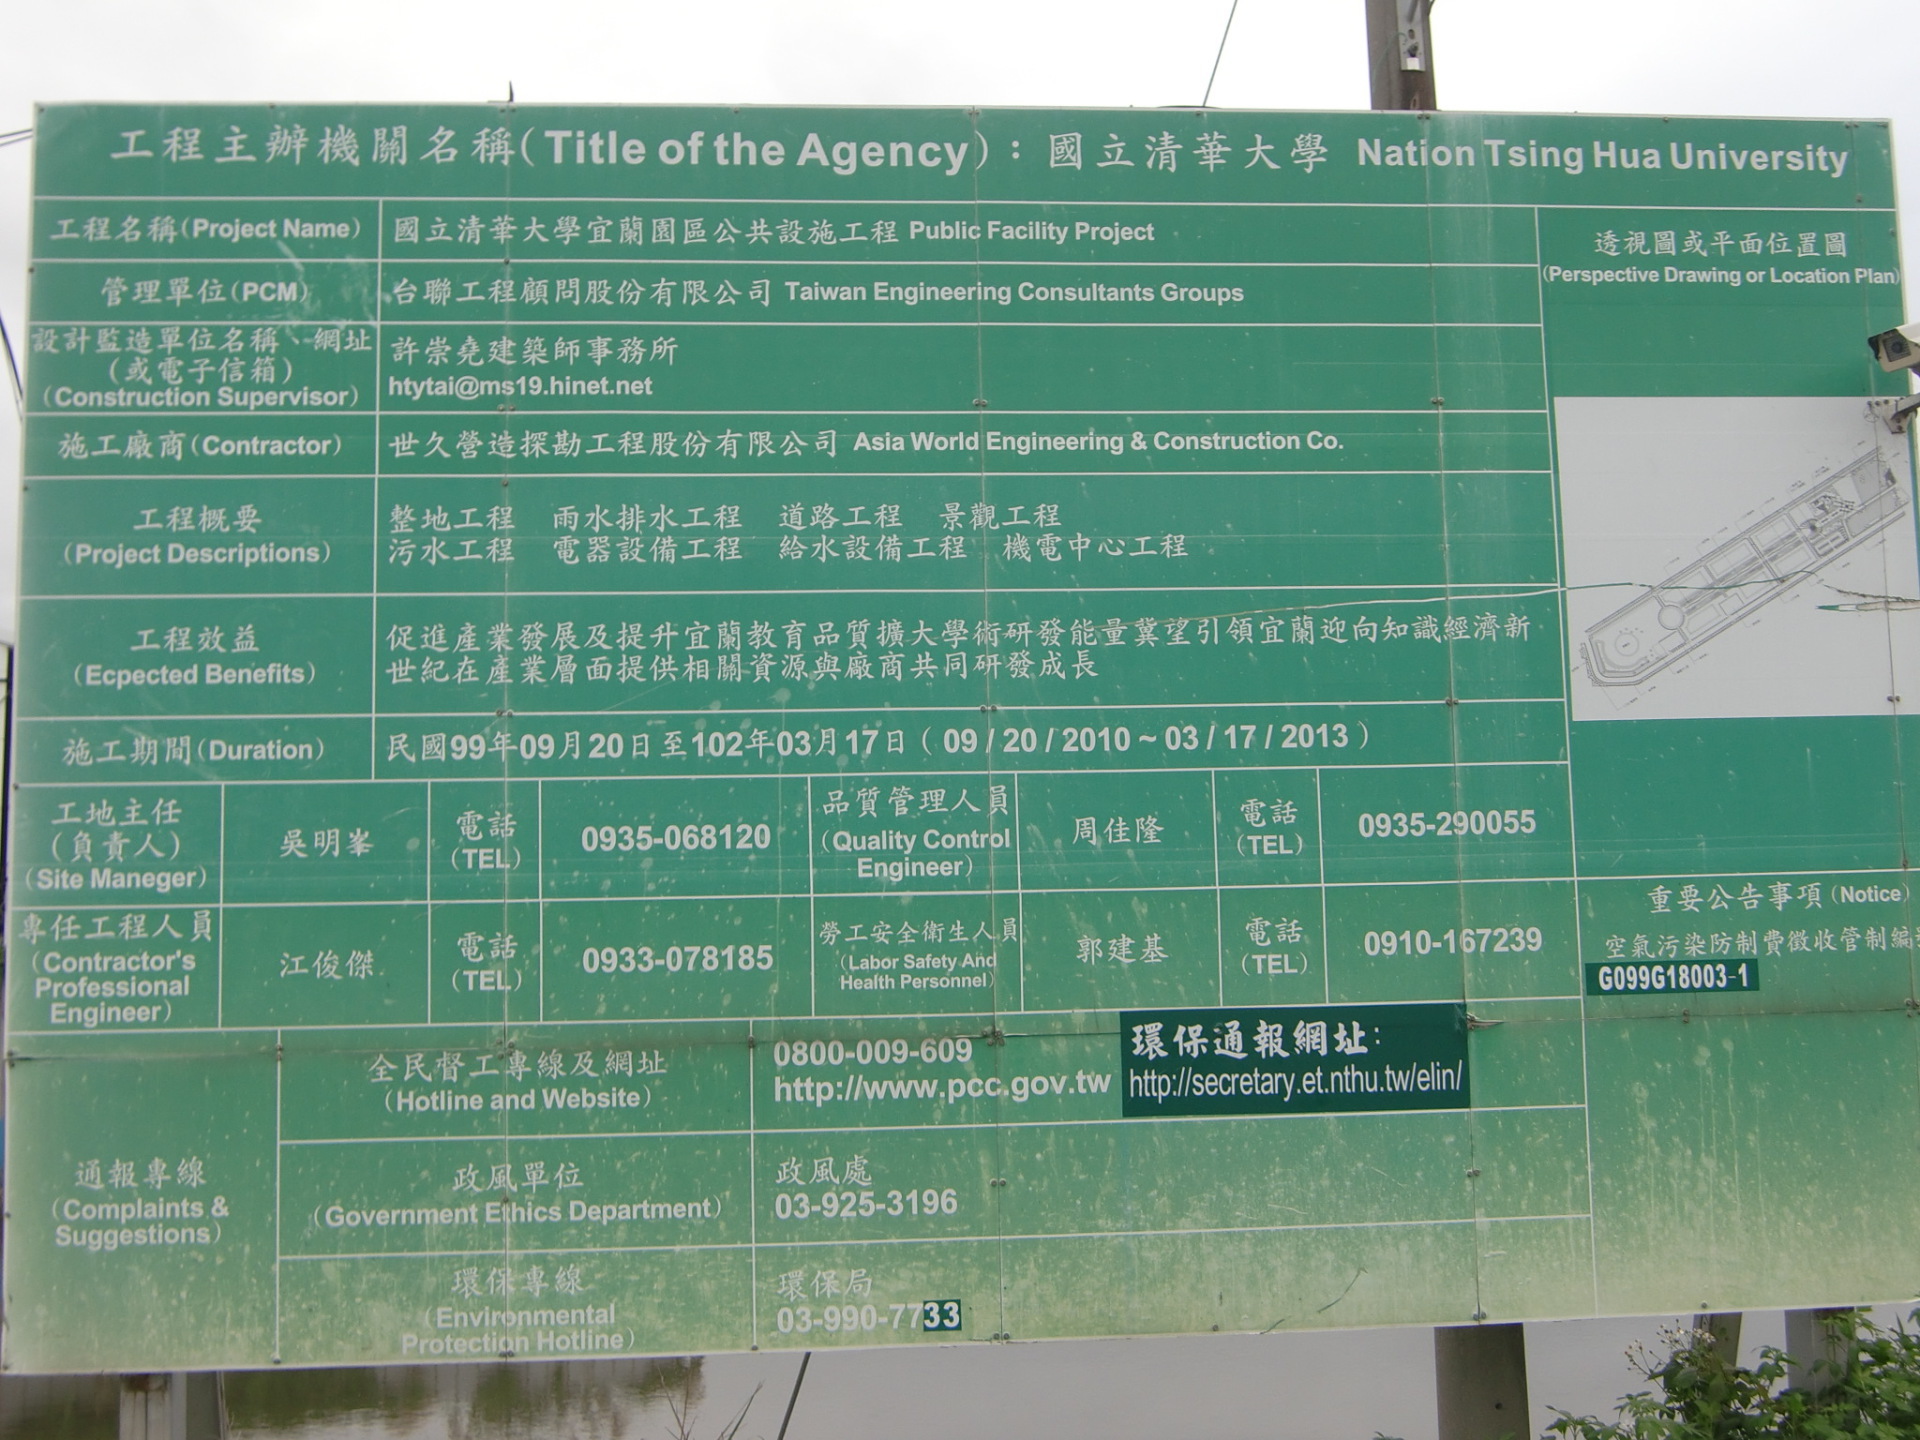 工程主辦機關名稱(Title of the Agency)：國立清華大學 Nation Tsing Hua University
工程名稱(Project Name)
國立清華大學宜蘭園區公共設施工程 Public Facility Project
管理單位(PCM)
台聯工程顧問股份有限公司 Taiwan Engineering Consultants Groups
設計監造單位名稱、網址
(或電子信箱)
(Construction Supervisor)
許崇堯建築師事務所
htytai@ms19.hinet.net
施工廠商(Contractor)
世久營造探勘工程股份有限公司 Asia World Engineering & Construction Co.
工程概要
(Project Descriptions)
整地工程 雨水排水工程 道路工程 景觀工程
污水工程 電器設備工程 給水設備工程 機電中心工程
工程效益
(Ecpected Benefits)
促進產業發展及提升宜蘭教育品質擴大學術研發能量冀望引領宜蘭迎向知識經濟新
世紀在產業層面提供相關資源與廠商共同研發成長
施工期間(Duration)
民國99年09月20日至102年03月17日（09/20/2010~03/17/2013）
透視圖或平面位置圖
(Perspective Drawing or Location Plan)
工地主任
(負責人)
(Site Maneger)
吳明峯
電話
(TEL)
0935-068120
品質管理人員
(Quality Control
Engineer)
周佳隆
電話
(TEL)
0935-290055
專任工程人員
(Contractor's
Professional
Engineer)
江俊傑
電話
(TEL)
0933-078185
勞工安全衛生人員
(Labor Safety And
Health Personnel)
郭建基
電話
(TEL)
0910-167239
重要公告事項(Notice)
空氣污染防制費徵收管制編
G099G18003-1
通報專線
(Complaints &
Suggestions)
全民督工專線及網址
(Hotline and Website)
0800-009-609
http://www.pcc.gov.tw
環保通報網址:
http://secretary.et.nthu.tw/elin/
政風單位
(Government Ethics Department)
政風處
03-925-3196
環保專線
(Environmental
Protection Hotline)
環保局
03-990-7733